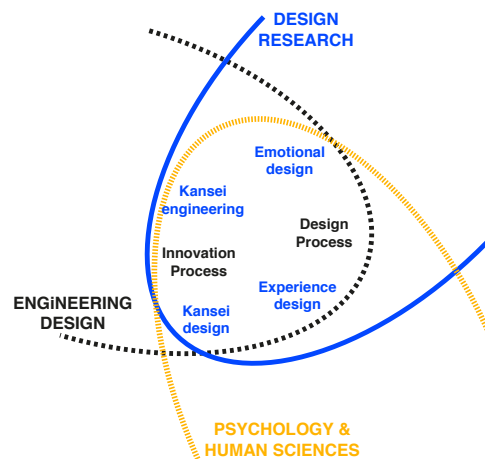 DESIGN
RESEARCH
Emotional
design
Kansei
engineering
Design
Process
Innovation
Process
Experience
design
ENGiNEERING
DESIGN
Kansei
design
PSYCHOLOGY &
HUMAN SCIENCES